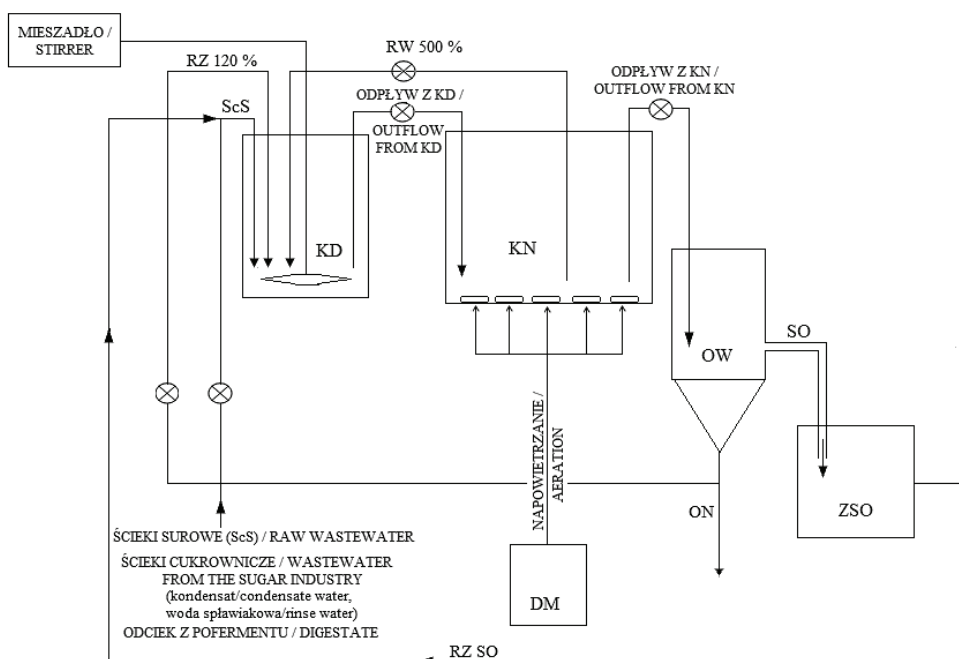 MIESZADŁO /
STIRRER
RZ 120 %
RW 500 %
ODPŁYW Z KN /
OUTFLOW FROM KN
ODPŁYW Z KD /
OUTFLOW
FROM KD
ScS
KD
KN
OW
SO
NAPOWIETRZANIE /
AERATION
ON
ZSO
DM
ŚCIEKI SUROWE (ScS) / RAW WASTEWATER
ŚCIEKI CUKROWNICZE / WASTEWATER
FROM THE SUGAR INDUSTRY
(kondensat/condensate water,
woda spławiakowa/rinse water)
ODCIEK Z POFERMENTU / DIGESTATE
RZ SO